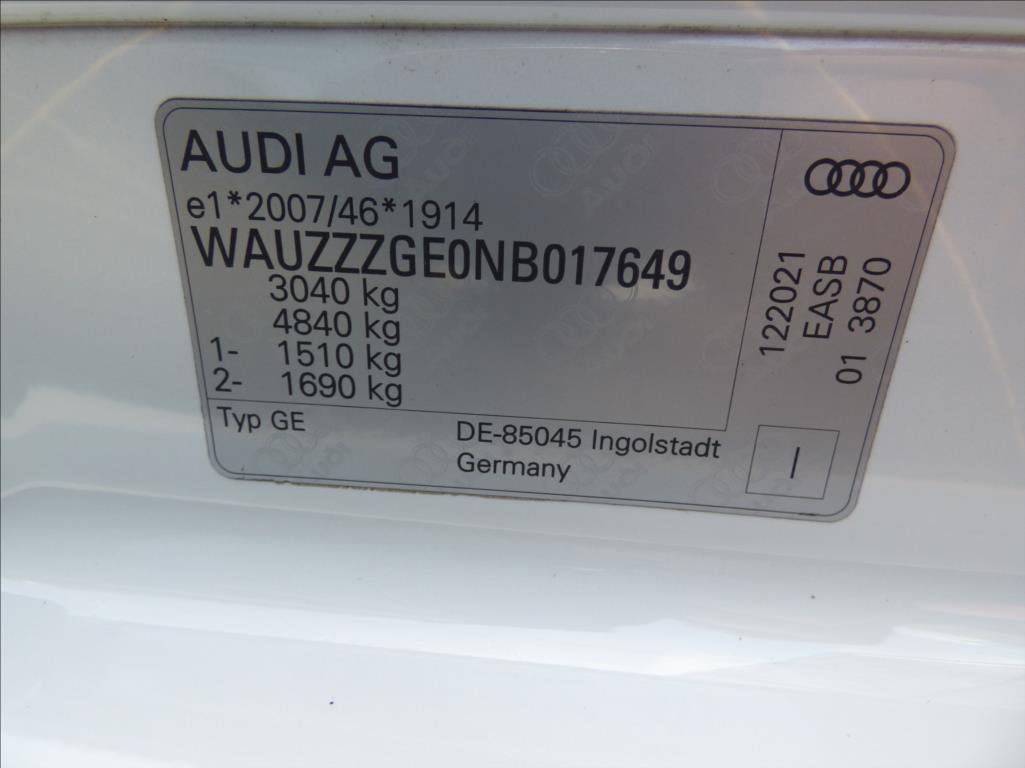 AUDI AG
e1*2007/46*1914
WAUZZZGE0NB017649
3040 kg
4840 kg
1- 1510 kg
2- 1690 kg
Typ GE
DE-85045 Ingolstadt
Germany
122021
EASB
01 3870
I